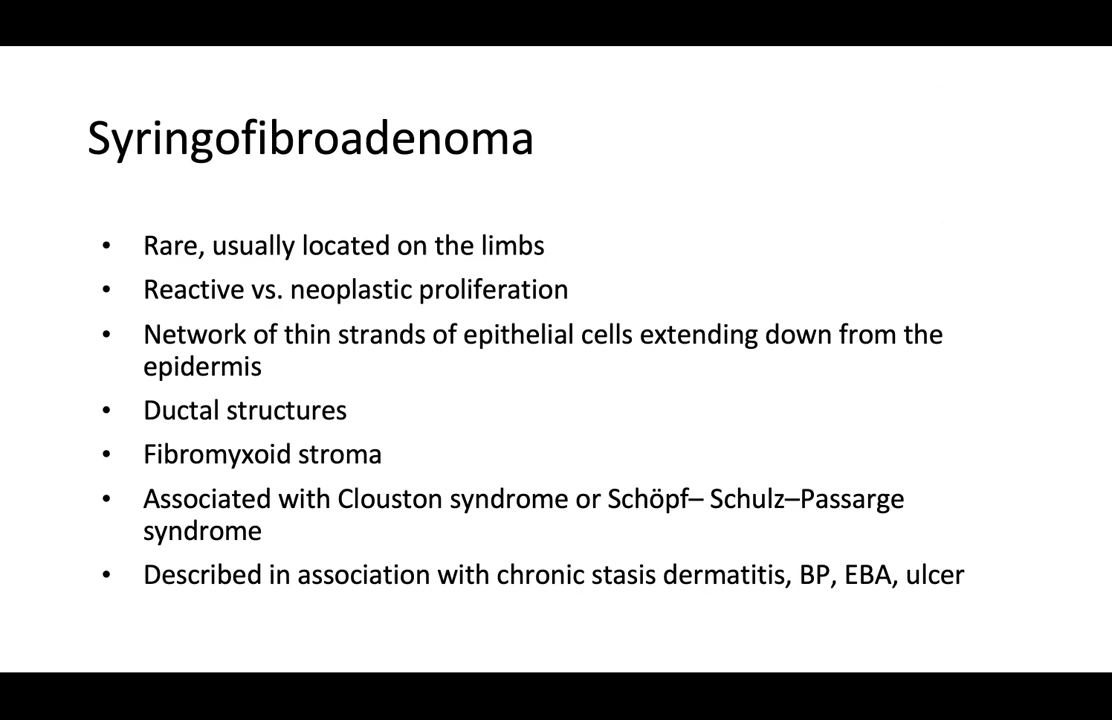 Syringofibroadenoma
• Rare, usually located on the limbs
• Reactive vs. neoplastic proliferation
• Network of thin strands of epithelial cells extending down from the
epidermis
• Ductal structures
• Fibromyxoid stroma
• Associated with Clouston syndrome or Schöpf– Schulz–Passarge
syndrome
• Described in association with chronic stasis dermatitis, BP, EBA, ulcer